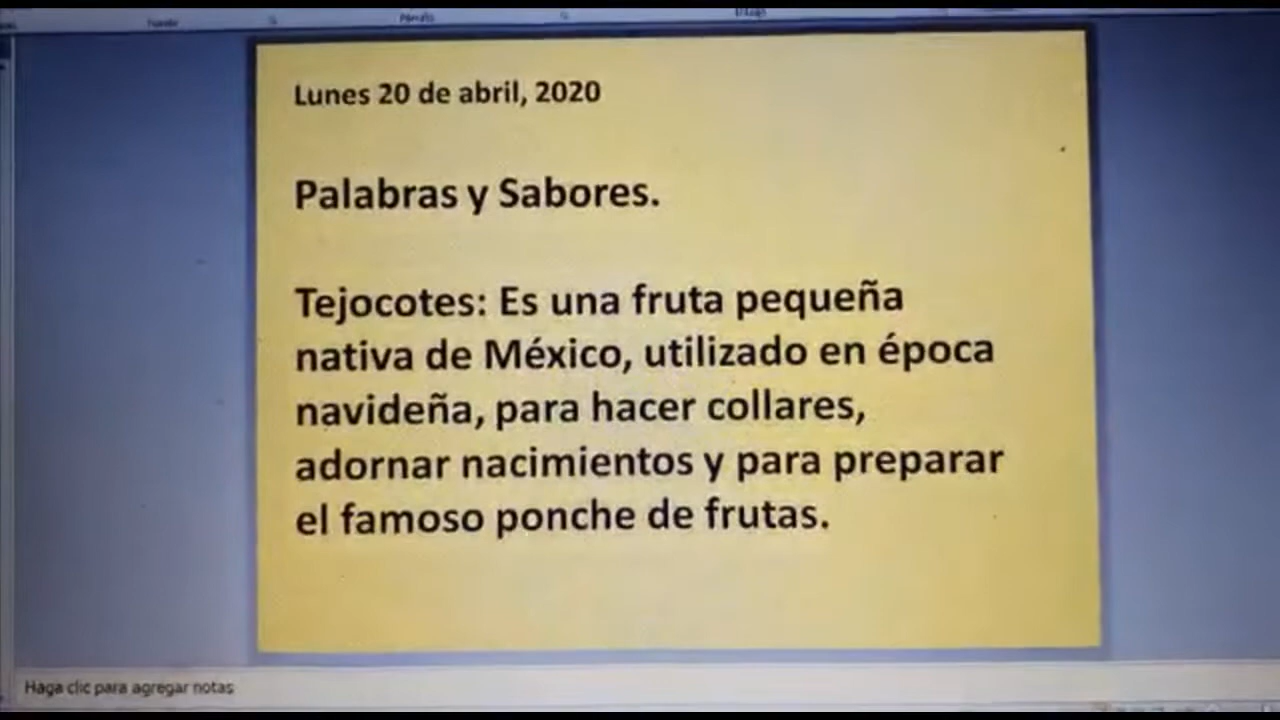 Párrafo
Lunes 20 de abril, 2020
Palabras y Sabores.
Tejocotes: Es una fruta pequeña
nativa de México, utilizado en época
navideña, para hacer collares,
adornar nacimientos y para preparar
el famoso ponche de frutas.
Haga clic para agregar notas